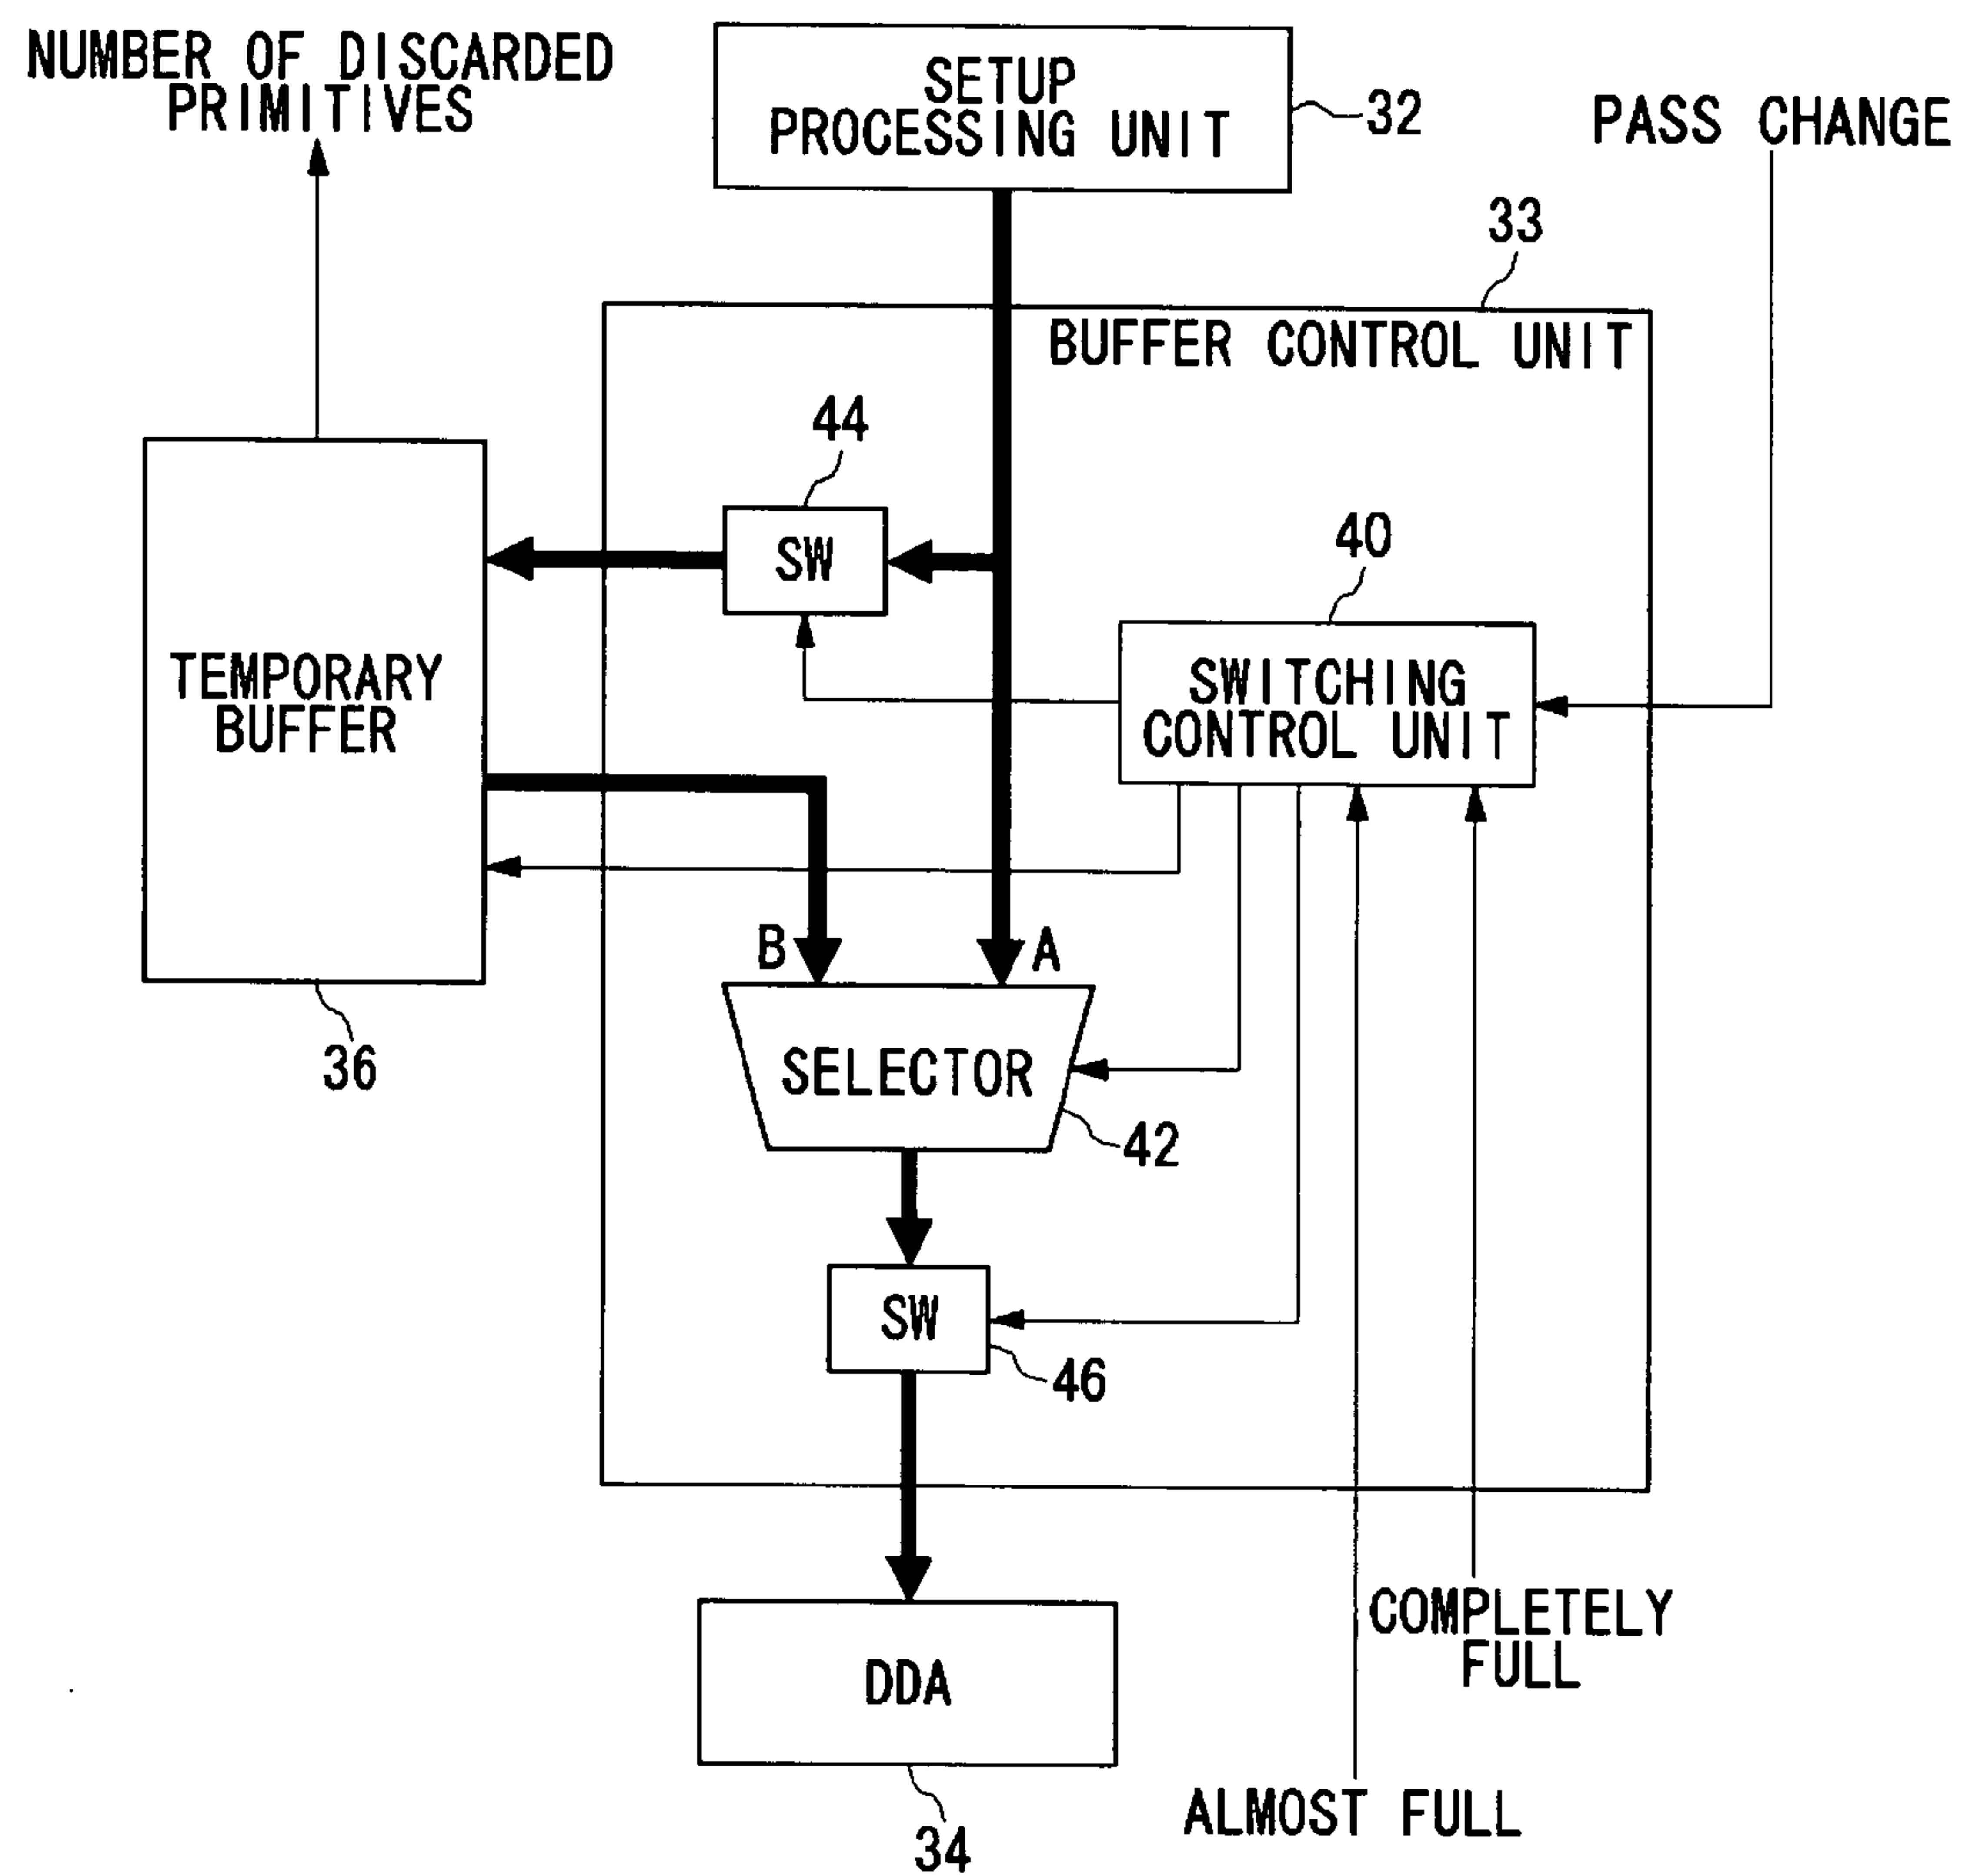 NUMBER OF DISCARDED
PRIMITIVES
SETUP
PROCESSING UNIT
32
PASS CHANGE
33
BUFFER CONTROL UNIT
44
SW
40
SWITCHING
CONTROL UNIT
TEMPORARY
BUFFER
B
A
36
SELECTOR
42
SW
46
COMPLETELY
FULL
DDA
ALMOST FULL
34